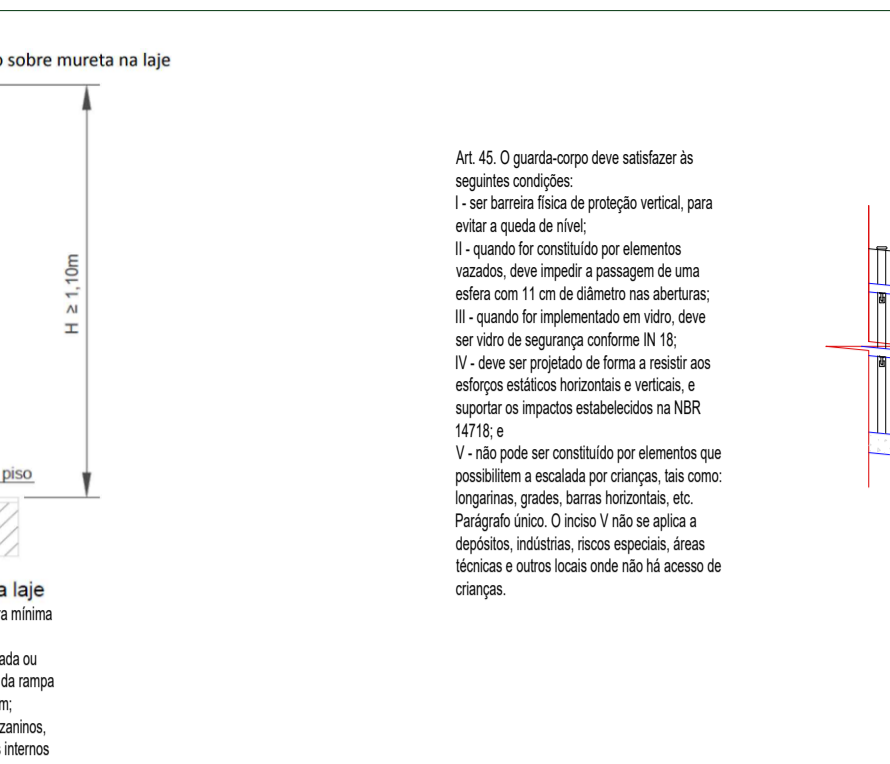 sobre mureta na laje
H ≥ 1,10m
piso
a laje
a mínima
ada ou
da rampa
m;
zaninos,
internos
Art. 45. O guarda-corpo deve satisfazer às
seguintes condições:
I - ser barreira física de proteção vertical, para
evitar a queda de nível;
II - quando for constituído por elementos
vazados, deve impedir a passagem de uma
esfera com 11 cm de diâmetro nas aberturas;
III - quando for implementado em vidro, deve
ser vidro de segurança conforme IN 18;
IV - deve ser projetado de forma a resistir aos
esforços estáticos horizontais e verticais, e
suportar os impactos estabelecidos na NBR
14718; e
V - não pode ser constituído por elementos que
possibilitem a escalada por crianças, tais como:
longarinas, grades, barras horizontais, etc.
Parágrafo único. O inciso V não se aplica a
depósitos, indústrias, riscos especiais, áreas
técnicas e outros locais onde não há acesso de
crianças.